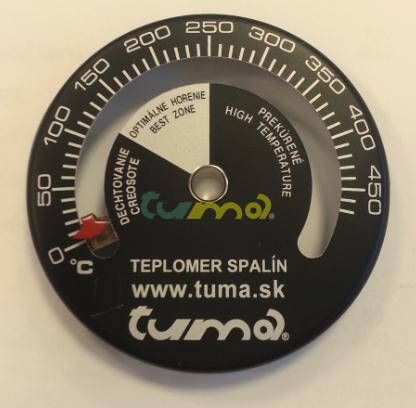 0
50
100
150
200
250
300
350
400
450
°C
DECHTOVANIE
CREOSOTE
OPTIMÁLNE HORENIE
BEST ZONE
PREKÚRENÉ
HIGH TEMPERATURE
tuma®
TEPLOMER SPALÍN
www.tuma.sk
tuma®